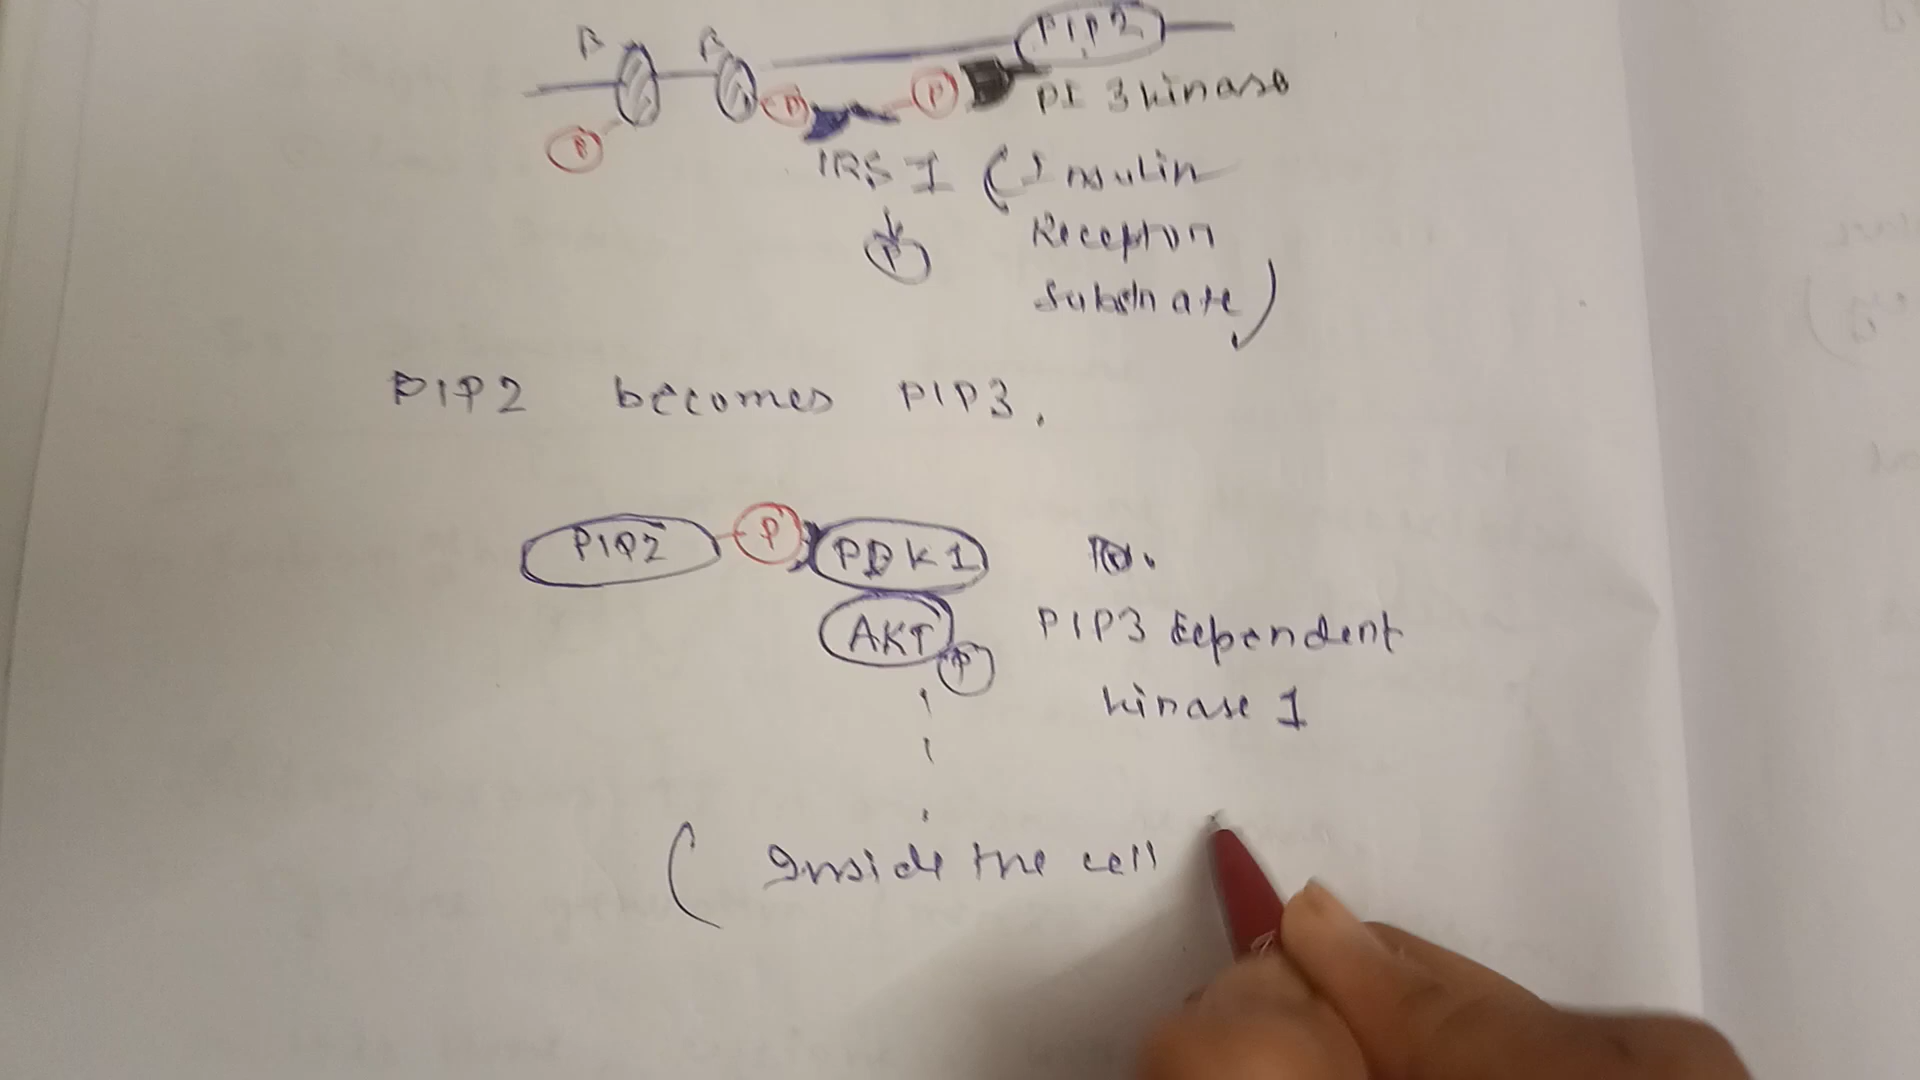 B B PIP2
P P P PI 3 kinase
IRS 1 (Insulin
P Receptor
Substrate)
PIP2 becomes PIP3.
PIP2 P PDK1
AKT P PIP3 dependent
kinase 1
( Inside the cell